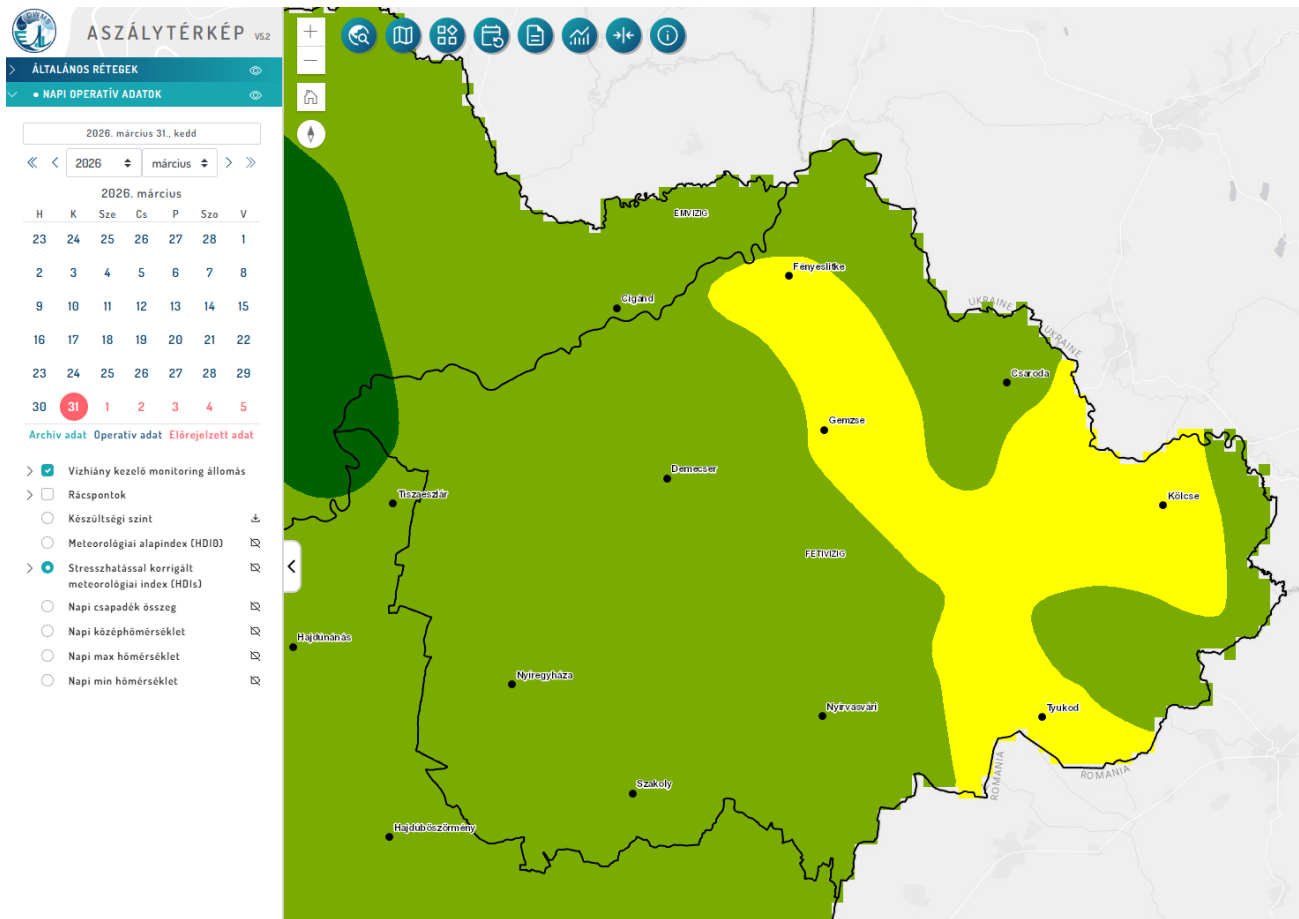 ASZÁLYTÉRKÉP V5.2
ÁLTALÁNOS RÉTEGEK
• NAPI OPERATÍV ADATOK
2026. március 31., kedd
2026 március
2026. március
H K Sze Cs P Szo V
23 24 25 26 27 28 1
2 3 4 5 6 7 8
9 10 11 12 13 14 15
16 17 18 19 20 21 22
23 24 25 26 27 28 29
30 31 1 2 3 4 5
Archív adat Operatív adat Előrejelzett adat
Vízhiány kezelő monitoring állomás
Rácspontok
Készültségi szint
Meteorológiai alapindex (HDI0)
Stresszhatással korrigált
meteorológiai index (HDIs)
Napi csapadék összeg
Napi középhőmérséklet
Napi max hőmérséklet
Napi min hőmérséklet
ÉMVIZIG
Fényeslitke
Cigánd
UKRAINE
UKRAINE
Csaroda
Gemzse
Demecser
Tiszaeszlár
Kölcse
FETIVIZIG
Hajdúnánás
Nyíregyháza
Nyírvasvári
Tyukod
ROMANIA
ROMANIA
Szakoly
Hajdúböszörmény